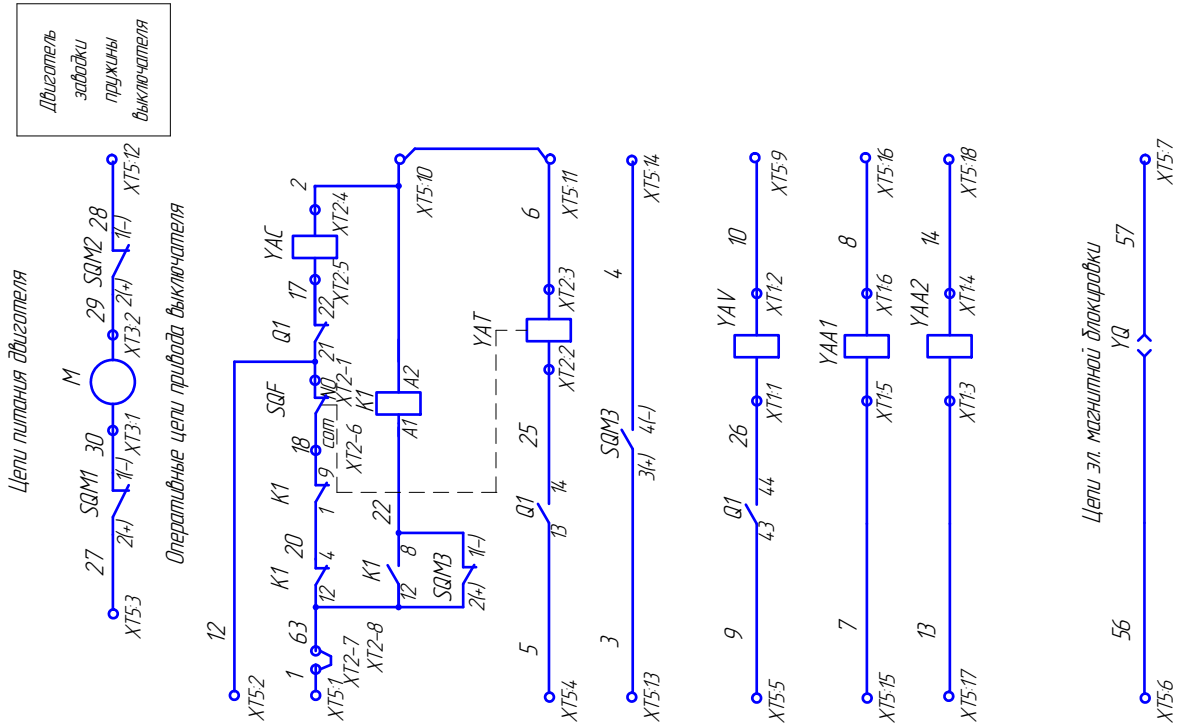 Двигатель
заводки
пружины
выключателя
Цепи питания двигателя
XT5:3
27
SQM1
2(+)
1(-)
30
XT3:1
M
XT3:2
29
SQM2
2(+)
1(-)
28
XT5:12
Оперативные цепи привода выключателя
XT5:2
12
XT5:1
1
63
XT2-7
XT2-8
K1
12
4
20
K1
1
9
18
com
XT2-6
SQF
NO
XT2-1
Q1
21
22
17
XT2:5
YAC
XT2:4
2
K1
12
8
22
K1
A1
A2
XT5:10
SQM3
2(+)
1(-)
XT5:4
5
Q1
13
14
25
XT2:2
YAT
XT2:3
6
XT5:11
XT5:13
3
SQM3
3(+)
4(-)
4
XT5:14
XT5:5
9
Q1
43
44
26
XT1:1
YAV
XT1:2
10
XT5:9
XT5:15
7
XT1:5
YAA1
XT1:6
8
XT5:16
XT5:17
13
XT1:3
YAA2
XT1:4
14
XT5:18
Цепи эл. магнитной блокировки
XT5:6
56
YQ
57
XT5:7